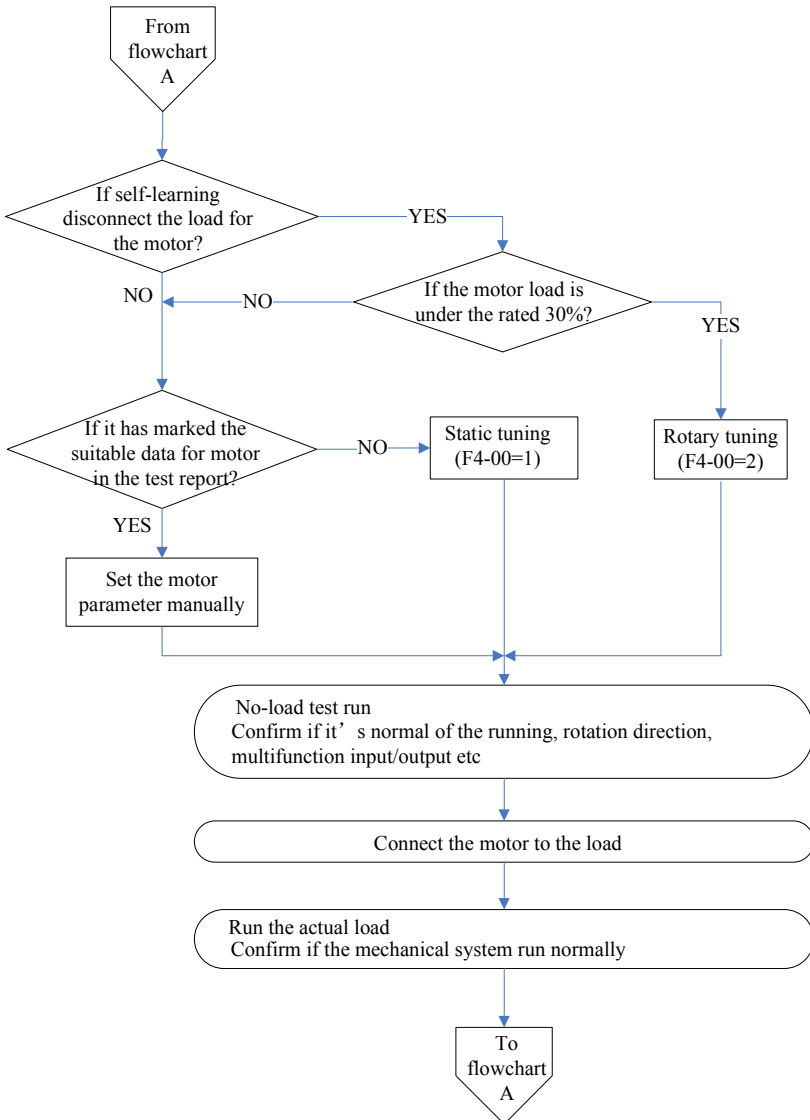 From
flowchart
A
If self-learning
disconnect the load for
the motor?
YES
NO
If the motor load is
under the rated 30%?
NO
YES
If it has marked the
suitable data for motor
in the test report?
NO
Static tuning
(F4-00=1)
Rotary tuning
(F4-00=2)
YES
Set the motor
parameter manually
No-load test run
Confirm if it’s normal of the running, rotation direction,
multifunction input/output etc
Connect the motor to the load
Run the actual load
Confirm if the mechanical system run normally
To
flowchart
A